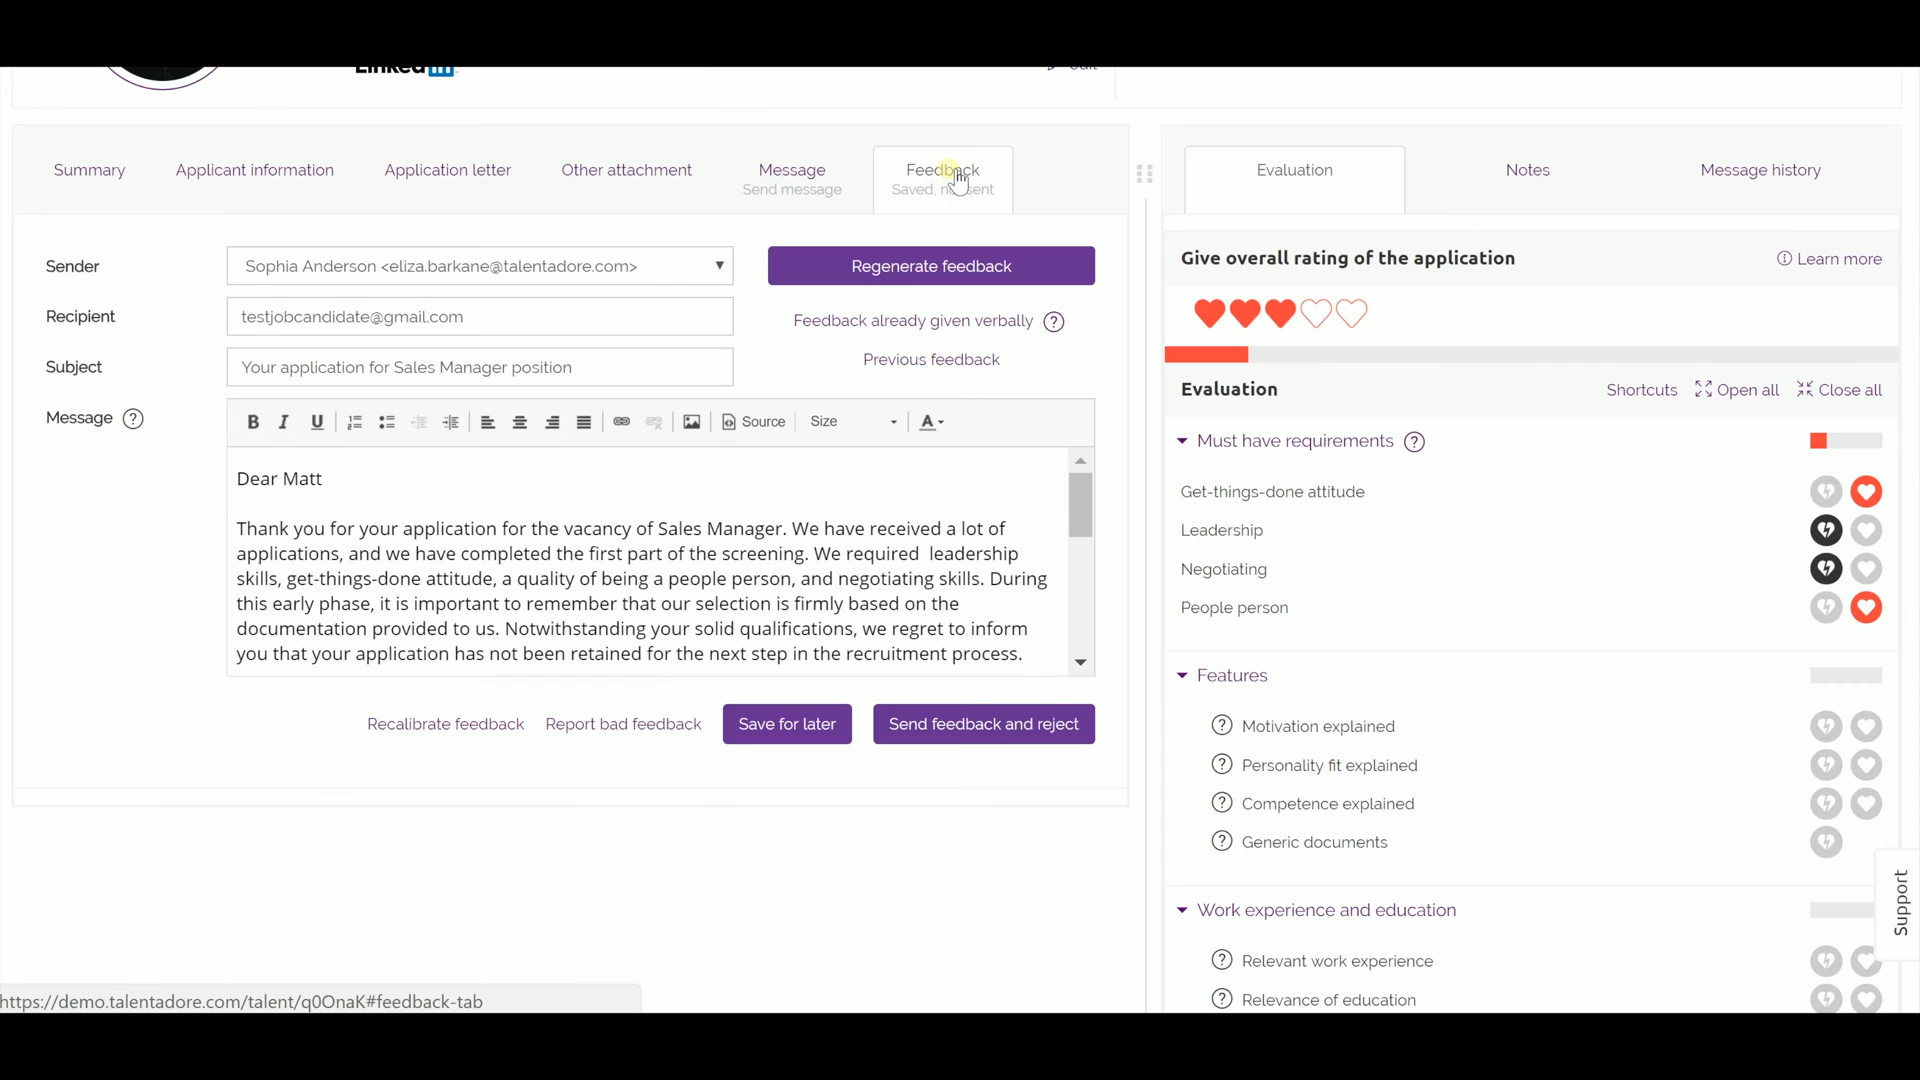 Linked in
Summary
Applicant information
Application letter
Other attachment
Message
Send message
Feedback
Saved, not sent
Evaluation
Notes
Message history
Sender
Sophia Anderson <eliza.barkane@talentadore.com>
Regenerate feedback
Recipient
testjobcandidate@gmail.com
Feedback already given verbally
Previous feedback
Subject
Your application for Sales Manager position
Message
B I U
Source
Size
A
Dear Matt
Thank you for your application for the vacancy of Sales Manager. We have received a lot of
applications, and we have completed the first part of the screening. We required leadership
skills, get-things-done attitude, a quality of being a people person, and negotiating skills. During
this early phase, it is important to remember that our selection is firmly based on the
documentation provided to us. Notwithstanding your solid qualifications, we regret to inform
you that your application has not been retained for the next step in the recruitment process.
Recalibrate feedback
Report bad feedback
Save for later
Send feedback and reject
Give overall rating of the application
Learn more
Evaluation
Shortcuts
Open all
Close all
Must have requirements
Get-things-done attitude
Leadership
Negotiating
People person
Features
Motivation explained
Personality fit explained
Competence explained
Generic documents
Work experience and education
Relevant work experience
Relevance of education
Support
https://demo.talentadore.com/talent/q0OnaK#feedback-tab